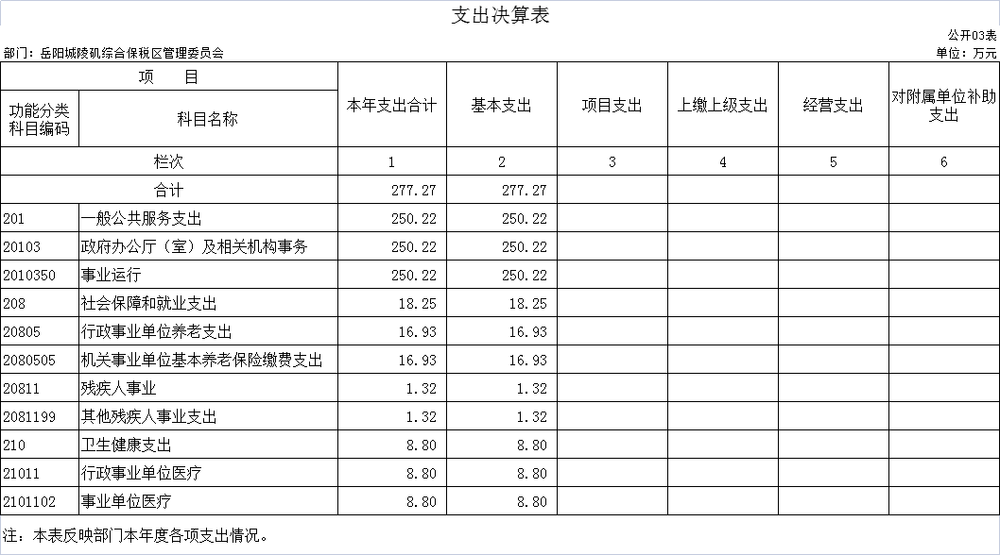 支出决算表
公开03表
部门：岳阳城陵矶综合保税区管理委员会 单位：万元
项 目 本年支出合计 基本支出 项目支出 上缴上级支出 经营支出 对附属单位补助支出
功能分类科目编码 科目名称
栏次 1 2 3 4 5 6
合计 277.27 277.27
201 一般公共服务支出 250.22 250.22
20103 政府办公厅（室）及相关机构事务 250.22 250.22
2010350 事业运行 250.22 250.22
208 社会保障和就业支出 18.25 18.25
20805 行政事业单位养老支出 16.93 16.93
2080505 机关事业单位基本养老保险缴费支出 16.93 16.93
20811 残疾人事业 1.32 1.32
2081199 其他残疾人事业支出 1.32 1.32
210 卫生健康支出 8.80 8.80
21011 行政事业单位医疗 8.80 8.80
2101102 事业单位医疗 8.80 8.80
注：本表反映部门本年度各项支出情况。